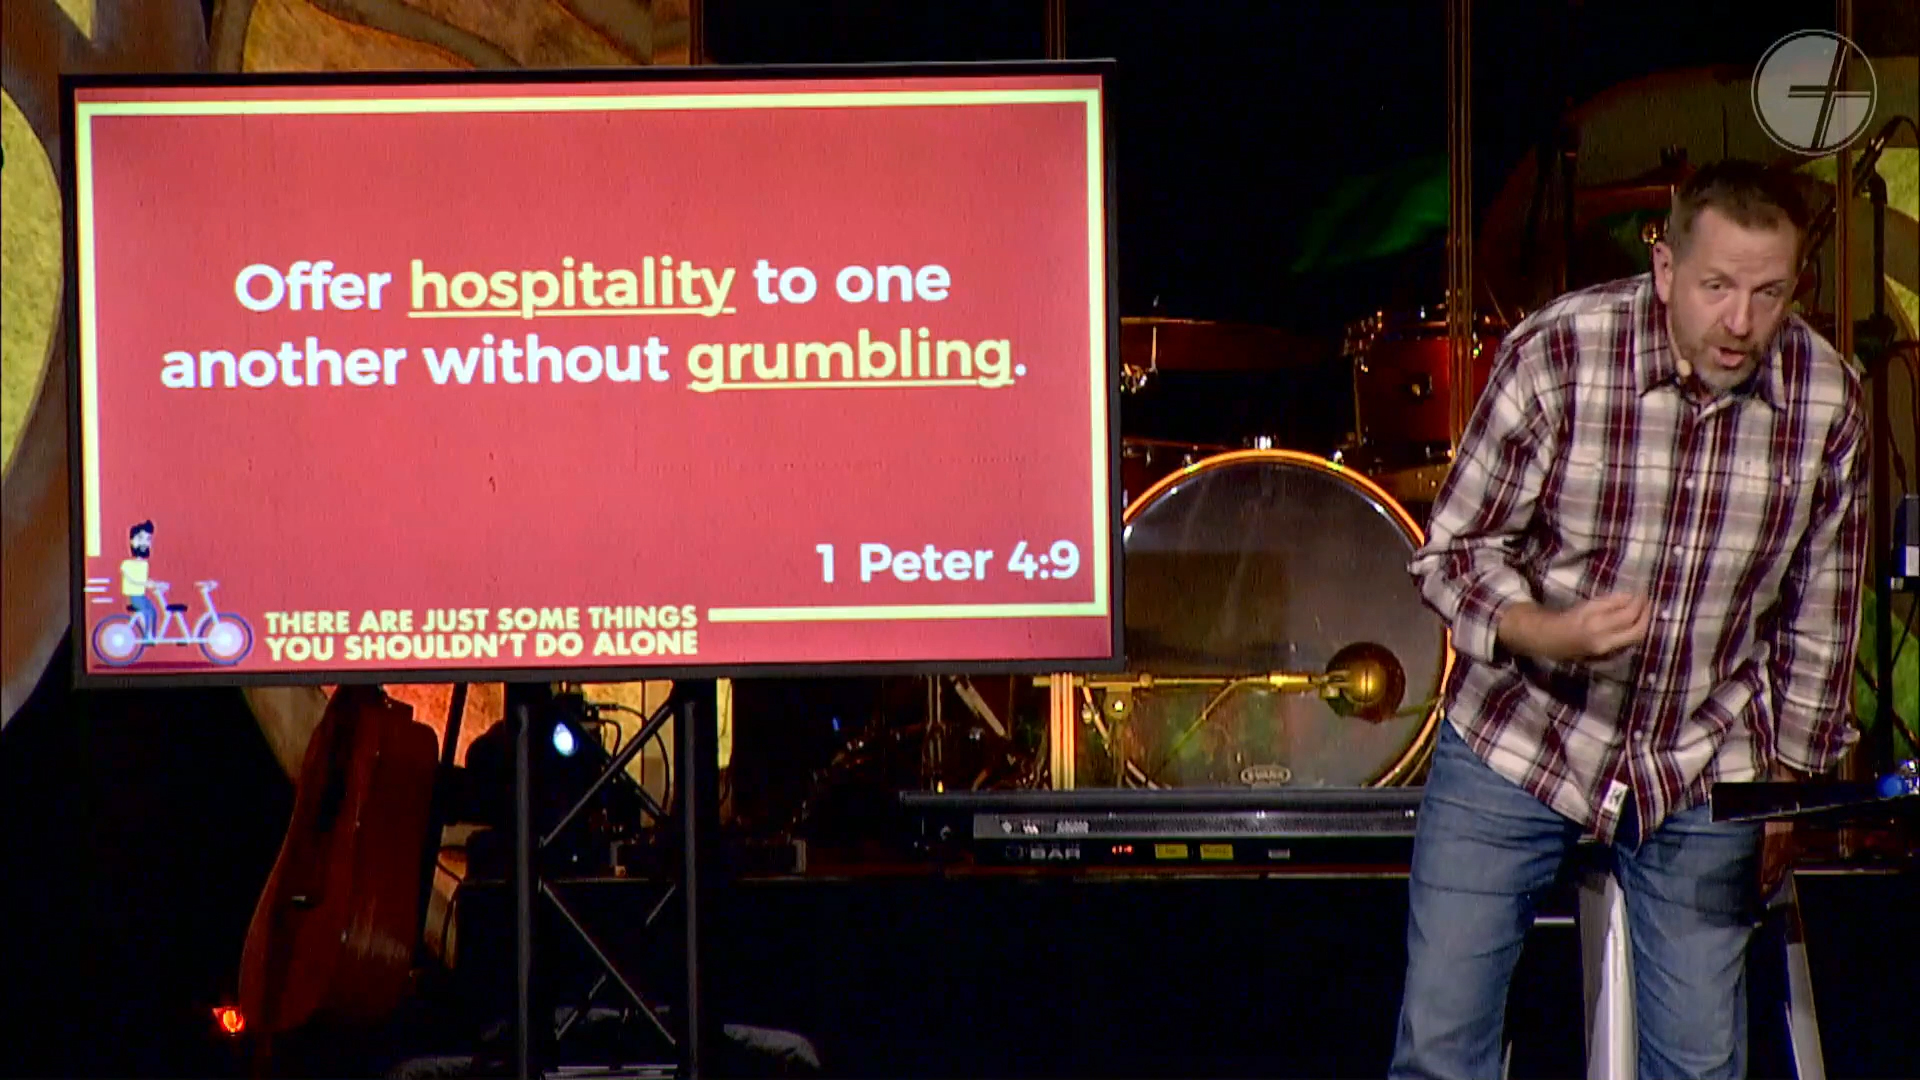 Offer hospitality to one
another without grumbling.
1 Peter 4:9
THERE ARE JUST SOME THINGS
YOU SHOULDN'T DO ALONE
BAR